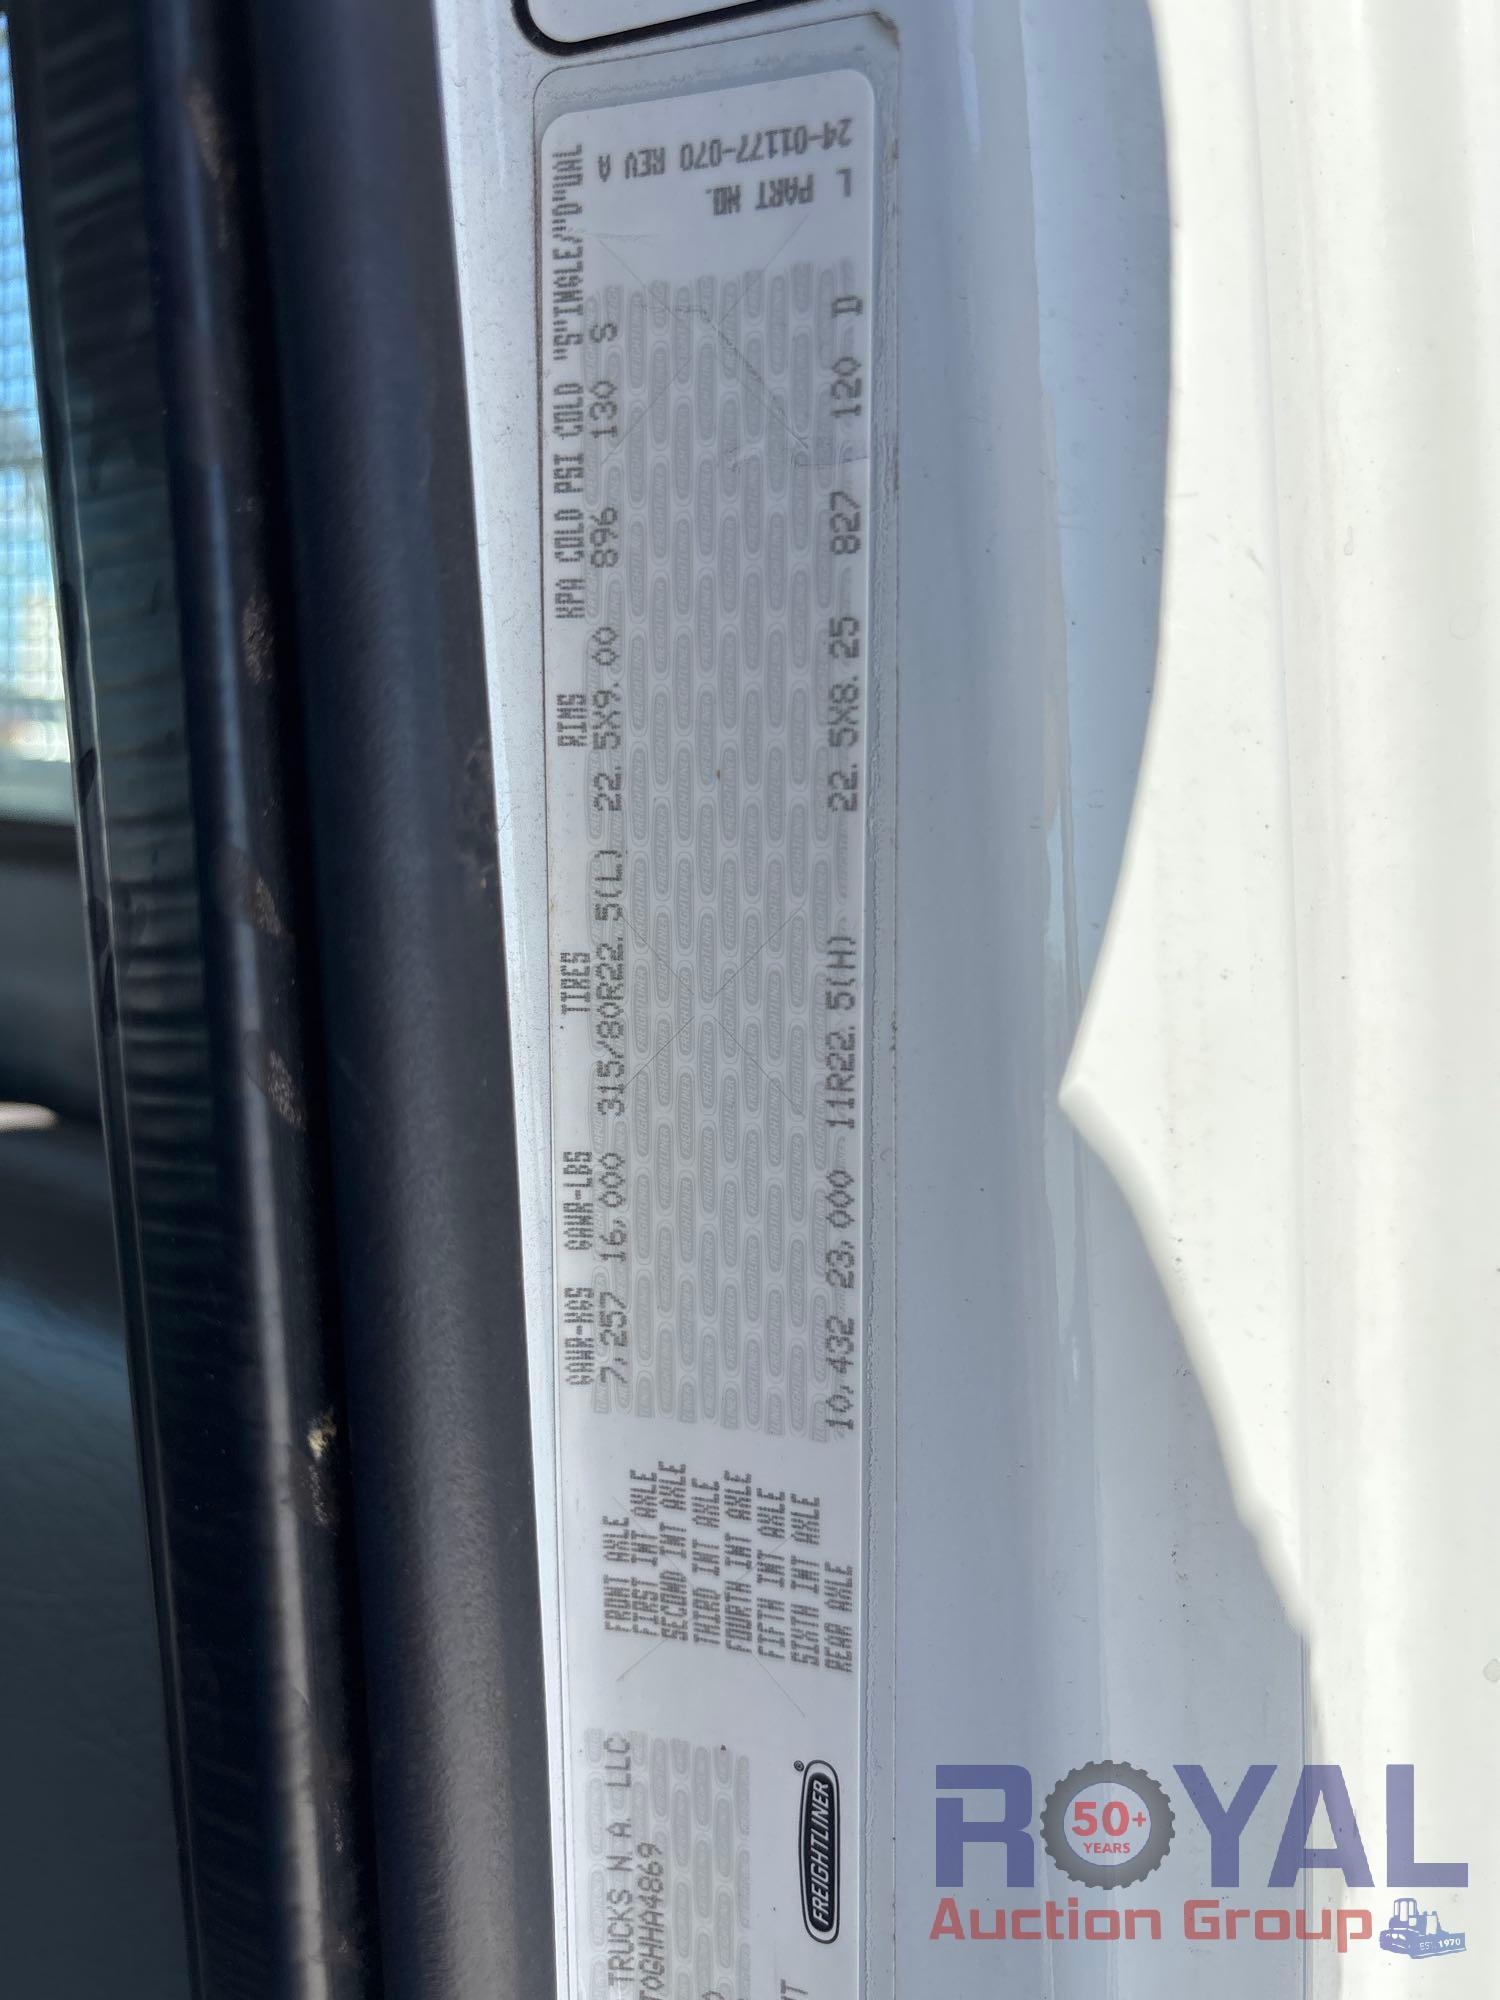 GAWR-KGS GAWR-LBS TIRES RIMS KPA COLD PSI COLD "S"INGLE/"D"UAL
FRONT AXLE 7,257 16,000 315/80R22.5(L) 22.5X9.00 896 130 S
FIRST INT AXLE
SECOND INT AXLE
THIRD INT AXLE
FOURTH INT AXLE
FIFTH INT AXLE
SIXTH INT AXLE
REAR AXLE 10,432 23,000 11R22.5(H) 22.5X8.25 827 120 D
L PART NO.
24-01177-070 REV A
TRUCKS N.A. LLC
FREIGHTLINER®
ROYAL
50+
YEARS
Auction Group
EST. 1970